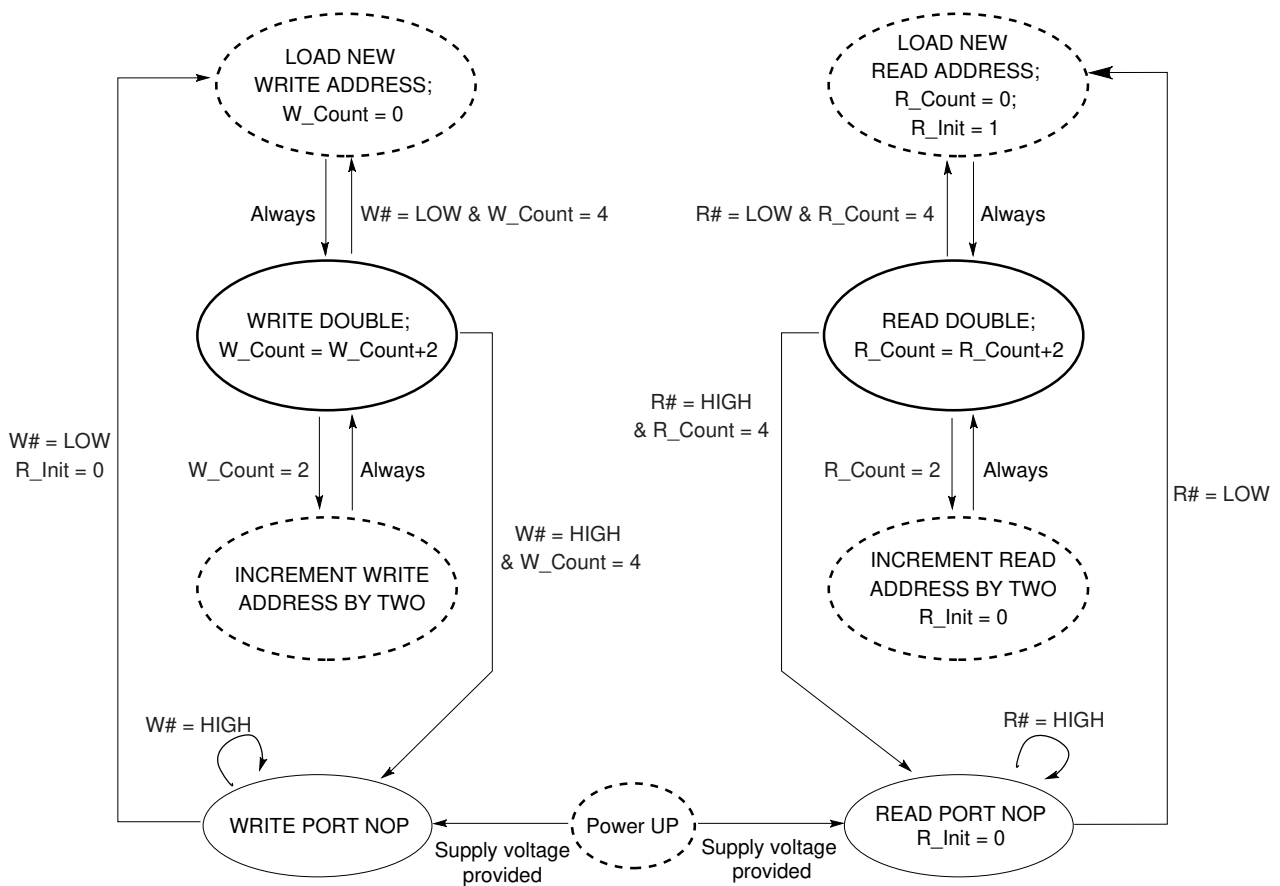 LOAD NEW
WRITE ADDRESS;
W_Count = 0
LOAD NEW
READ ADDRESS;
R_Count = 0;
R_Init = 1
Always
W# = LOW & W_Count = 4
R# = LOW & R_Count = 4
Always
WRITE DOUBLE;
W_Count = W_Count+2
READ DOUBLE;
R_Count = R_Count+2
W# = LOW
R_Init = 0
W_Count = 2
Always
R# = HIGH
& R_Count = 4
R_Count = 2
Always
R# = LOW
W# = HIGH
& W_Count = 4
INCREMENT WRITE
ADDRESS BY TWO
INCREMENT READ
ADDRESS BY TWO
R_Init = 0
W# = HIGH
R# = HIGH
WRITE PORT NOP
Power UP
READ PORT NOP
R_Init = 0
Supply voltage
provided
Supply voltage
provided